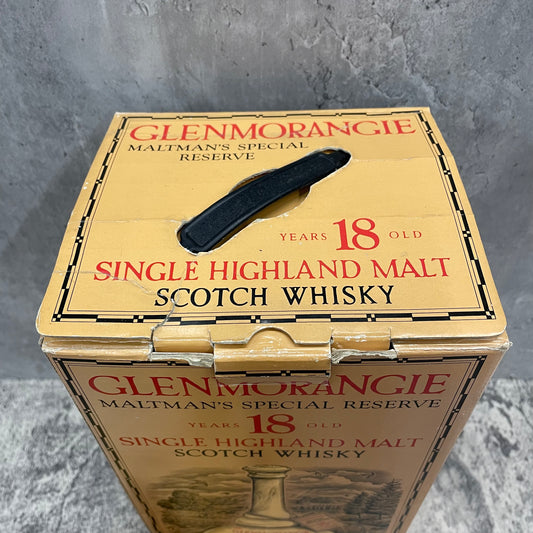 GLENMORANGIE
MALTMAN'S SPECIAL
RESERVE
YEARS 18 OLD
SINGLE HIGHLAND MALT
SCOTCH WHISKY
GLENMORANGIE
MALTMAN'S SPECIAL RESERVE
YEARS 18 OLD
SINGLE HIGHLAND MALT
SCOTCH WHISKY